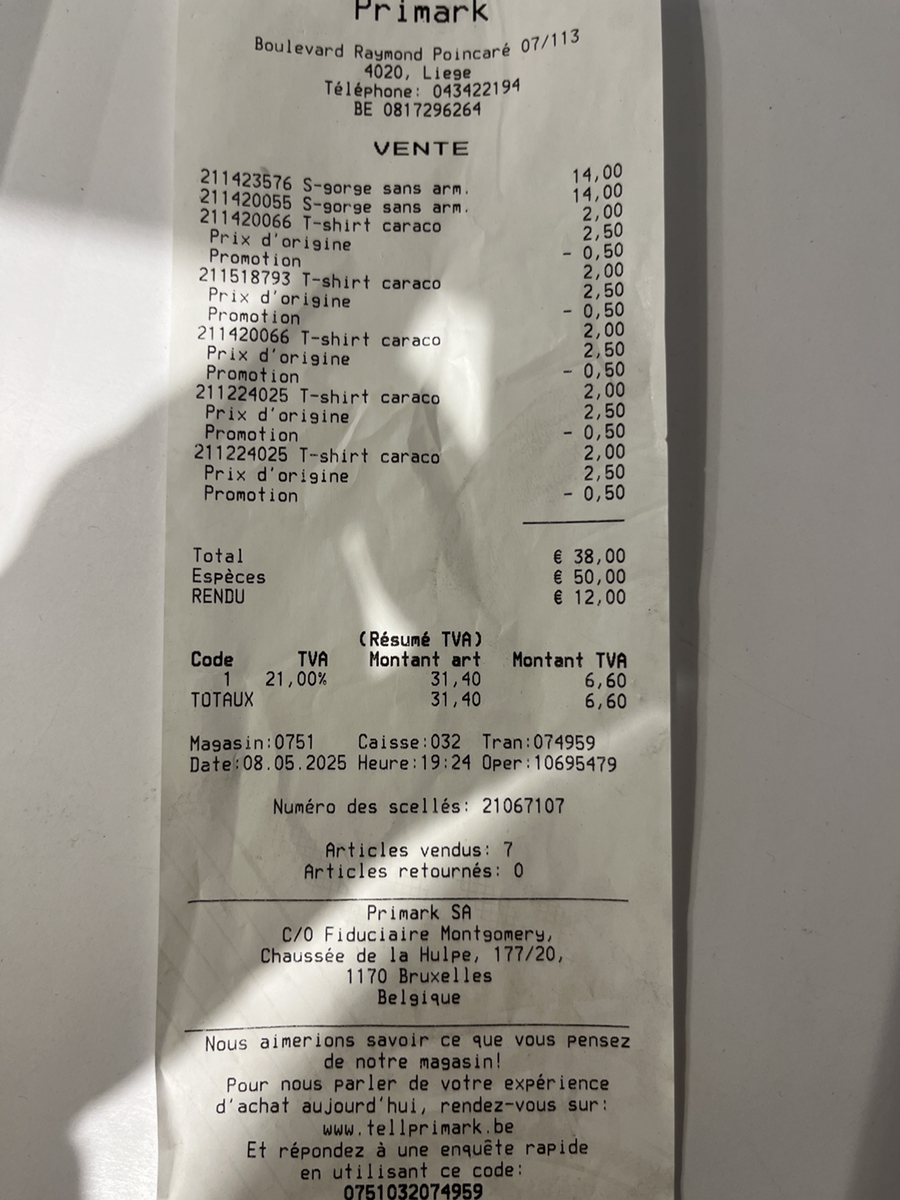 Primark
Boulevard Raymond Poincaré 07/113
4020, Liege
Téléphone: 043422194
BE 0817296264
VENTE
211423576 S-gorge sans arm. 14,00
211420055 S-gorge sans arm. 14,00
211420066 T-shirt caraco 2,00
Prix d'origine 2,50
Promotion - 0,50
211518793 T-shirt caraco 2,00
Prix d'origine 2,50
Promotion - 0,50
211420066 T-shirt caraco 2,00
Prix d'origine 2,50
Promotion - 0,50
211224025 T-shirt caraco 2,00
Prix d'origine 2,50
Promotion - 0,50
211224025 T-shirt caraco 2,00
Prix d'origine 2,50
Promotion - 0,50
Total € 38,00
Espèces € 50,00
RENDU € 12,00
(Résumé TVA)
Code TVA Montant art Montant TVA
1 21,00% 31,40 6,60
TOTAUX 31,40 6,60
Magasin:0751 Caisse:032 Tran:074959
Date:08.05.2025 Heure:19:24 Oper:10695479
Numéro des scellés: 21067107
Articles vendus: 7
Articles retournés: 0
Primark SA
C/O Fiduciaire Montgomery,
Chaussée de la Hulpe, 177/20,
1170 Bruxelles
Belgique
Nous aimerions savoir ce que vous pensez
de notre magasin!
Pour nous parler de votre expérience
d'achat aujourd'hui, rendez-vous sur:
www.tellprimark.be
Et répondez à une enquête rapide
en utilisant ce code:
0751032074959